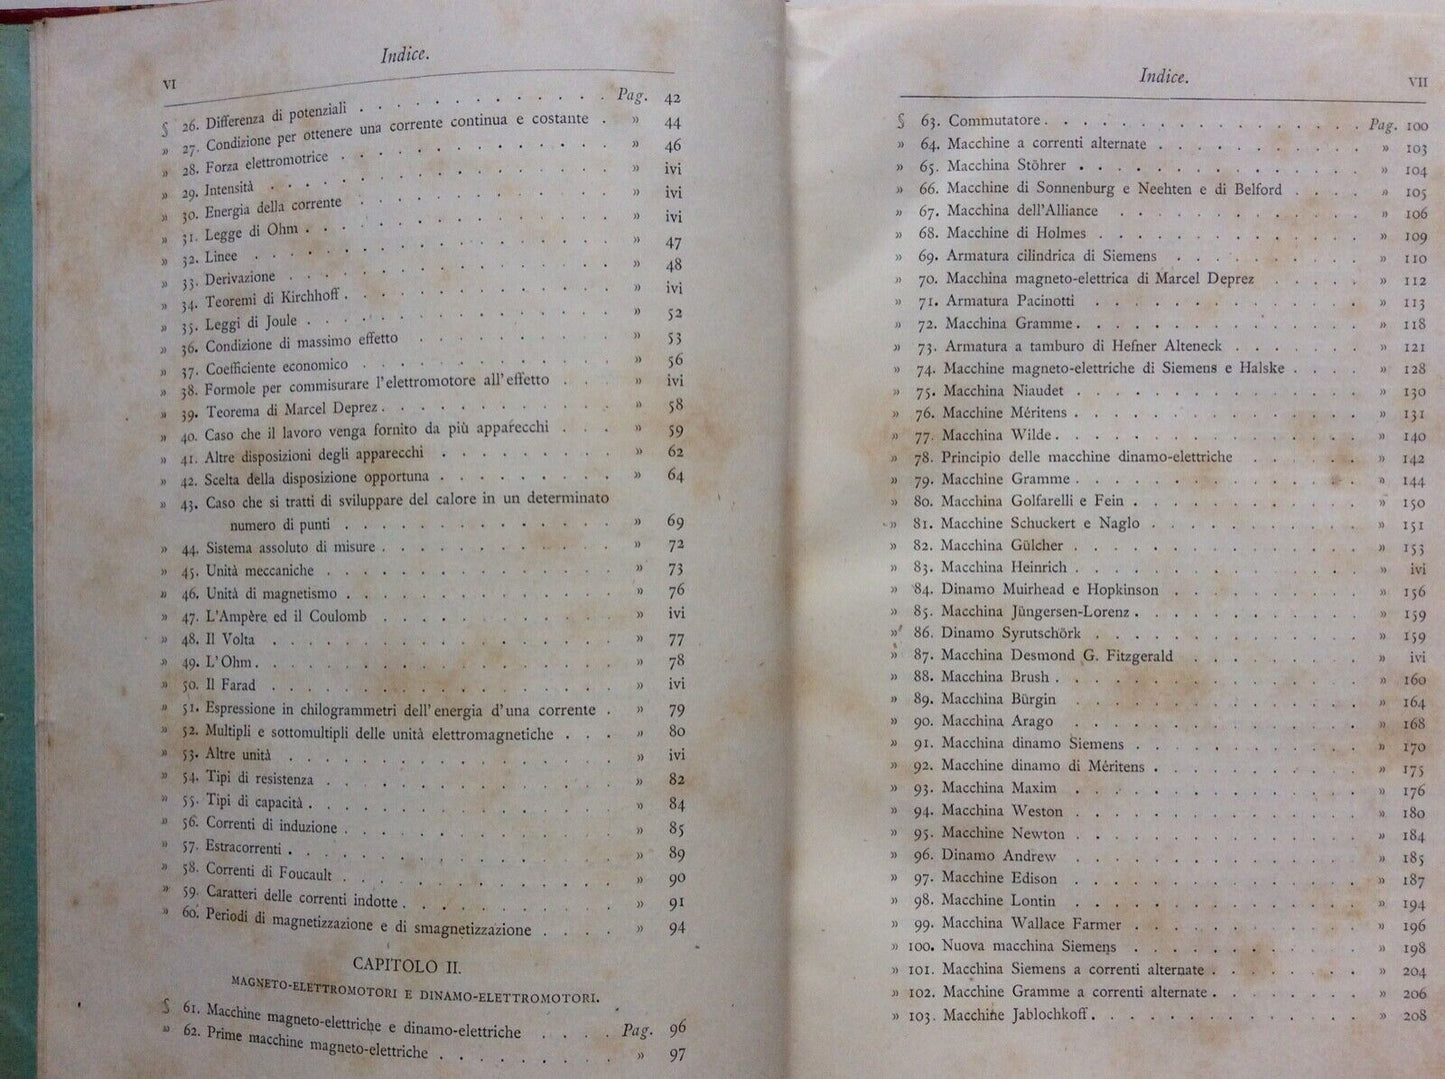 VI
Indice.
§ 26. Differenza di potenziali . . . . . . . . . . . . Pag. 42
» 27. Condizione per ottenere una corrente continua e costante . » 44
» 28. Forza elettromotrice . . . . . . . . . . . . » 46
» 29. Intensità . . . . . . . . . . . . » ivi
» 30. Energia della corrente . . . . . . . . . . . . » ivi
» 31. Legge di Ohm . . . . . . . . . . . . » ivi
» 32. Linee . . . . . . . . . . . . » 47
» 33. Derivazione . . . . . . . . . . . . » 48
» 34. Teoremi di Kirchhoff . . . . . . . . . . . . » ivi
» 35. Leggi di Joule . . . . . . . . . . . . » 52
» 36. Condizione di massimo effetto . . . . . . . . . . » 53
» 37. Coefficiente economico . . . . . . . . . . . » 56
» 38. Formole per commisurare l'elettromotore all'effetto . . . » ivi
» 39. Teorema di Marcel Deprez . . . . . . . . . . » 58
» 40. Caso che il lavoro venga fornito da più apparecchi . . . » 59
» 41. Altre disposizioni degli apparecchi . . . . . . . . » 62
» 42. Scelta della disposizione opportuna . . . . . . . . » 64
» 43. Caso che si tratti di sviluppare del calore in un determinato
numero di punti . . . . . . . . . . . » 69
» 44. Sistema assoluto di misure . . . . . . . . . . » 72
» 45. Unità meccaniche . . . . . . . . . . . . » 73
» 46. Unità di magnetismo . . . . . . . . . . . » 76
» 47. L'Ampère ed il Coulomb . . . . . . . . . . » ivi
» 48. Il Volta . . . . . . . . . . . . » 77
» 49. L'Ohm . . . . . . . . . . . . » 78
» 50. Il Farad . . . . . . . . . . . . » ivi
» 51. Espressione in chilogrammetri dell'energia d'una corrente . » 79
» 52. Multipli e sottomultipli delle unità elettromagnetiche . . . » 80
» 53. Altre unità . . . . . . . . . . . . » ivi
» 54. Tipi di resistenza . . . . . . . . . . . . » 82
» 55. Tipi di capacità . . . . . . . . . . . . » 84
» 56. Correnti di induzione . . . . . . . . . . . » 85
» 57. Estracorrenti . . . . . . . . . . . . » 89
» 58. Correnti di Foucault . . . . . . . . . . . » 90
» 59. Caratteri delle correnti indotte . . . . . . . . . » 91
» 60. Periodi di magnetizzazione e di smagnetizzazione . . . . » 94
CAPITOLO II.
MAGNETO-ELETTROMOTORI E DINAMO-ELETTROMOTORI.
§ 61. Macchine magneto-elettriche e dinamo-elettriche . . . . Pag. 96
» 62. Prime macchine magneto-elettriche . . . . . . . . » 97
Indice.
VII
§ 63. Commutatore . . . . . . . . . . . . Pag. 100
» 64. Macchine a correnti alternate . . . . . . . . . » 103
» 65. Macchina Stöhrer . . . . . . . . . . . . » 104
» 66. Macchine di Sonnenburg e Neehten e di Belford . . . . » 105
» 67. Macchina dell'Alliance . . . . . . . . . . . » 106
» 68. Macchine di Holmes . . . . . . . . . . . » 109
» 69. Armatura cilindrica di Siemens . . . . . . . . . » 110
» 70. Macchina magneto-elettrica di Marcel Deprez . . . . . » 112
» 71. Armatura Pacinotti . . . . . . . . . . . . » 113
» 72. Macchina Gramme . . . . . . . . . . . . » 118
» 73. Armatura a tamburo di Hefner Alteneck . . . . . . . » 121
» 74. Macchine magneto-elettriche di Siemens e Halske . . . . » 128
» 75. Macchina Niaudet . . . . . . . . . . . . » 130
» 76. Macchine Méritens . . . . . . . . . . . . » 131
» 77. Macchina Wilde . . . . . . . . . . . . » 140
» 78. Principio delle macchine dinamo-elettriche . . . . . . » 142
» 79. Macchine Gramme . . . . . . . . . . . . » 144
» 80. Macchina Golfarelli e Fein . . . . . . . . . . » 150
» 81. Macchine Schuckert e Naglo . . . . . . . . . . » 151
» 82. Macchina Gülcher . . . . . . . . . . . . » 153
» 83. Macchina Heinrich . . . . . . . . . . . . » ivi
» 84. Dinamo Muirhead e Hopkinson . . . . . . . . . » 156
» 85. Macchina Jüngersen-Lorenz . . . . . . . . . . » 159
» 86. Dinamo Syrutschörk . . . . . . . . . . . » 159
» 87. Macchina Desmond G. Fitzgerald . . . . . . . . » ivi
» 88. Macchina Brush . . . . . . . . . . . . » 160
» 89. Macchina Bürgin . . . . . . . . . . . . » 164
» 90. Macchina Arago . . . . . . . . . . . . » 168
» 91. Macchina dinamo Siemens . . . . . . . . . . » 170
» 92. Macchine dinamo di Méritens . . . . . . . . . » 175
» 93. Macchina Maxim . . . . . . . . . . . . » 176
» 94. Macchina Weston . . . . . . . . . . . . » 180
» 95. Macchine Newton . . . . . . . . . . . . » 184
» 96. Dinamo Andrew . . . . . . . . . . . . » 185
» 97. Macchine Edison . . . . . . . . . . . . » 187
» 98. Macchine Lontin . . . . . . . . . . . . » 194
» 99. Macchina Wallace Farmer . . . . . . . . . . » 196
» 100. Nuova macchina Siemens . . . . . . . . . . » 198
» 101. Macchina Siemens a correnti alternate . . . . . . . » 204
» 102. Macchine Gramme a correnti alternate . . . . . . . » 206
» 103. Macchine Jablochkoff . . . . . . . . . . . » 208